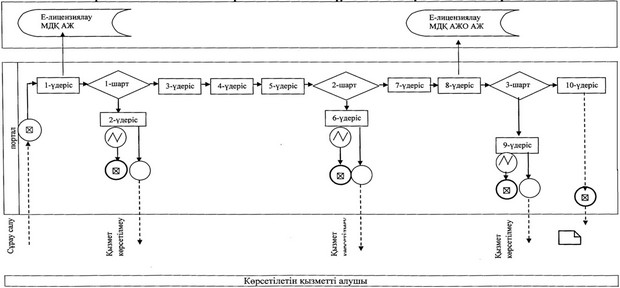 Е-лицензиялау
МДҚ АЖ
Е-лицензиялау
МДҚ АЖО АЖ
портал
1-үдеріс
1-шарт
3-үдеріс
4-үдеріс
5-үдеріс
2-шарт
7-үдеріс
8-үдеріс
3-шарт
10-үдеріс
2-үдеріс
6-үдеріс
9-үдеріс
Сұрау салу
Қызмет
көрсетілмеу
Қызмет
Қызмет
көрсетілмеу
Көрсетілетін қызметті алушы